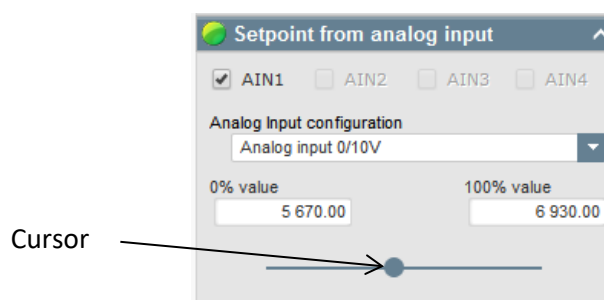 Setpoint from analog input
AIN1 AIN2 AIN3 AIN4
Analog Input configuration
Analog input 0/10V
0% value 100% value
5 670.00 6 930.00
Cursor